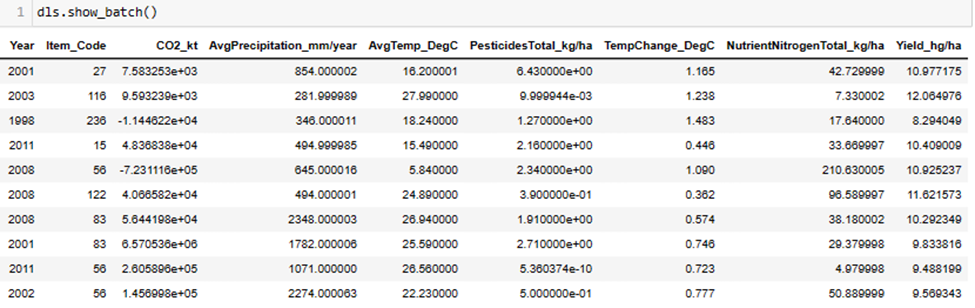 1 dls.show_batch()
Year Item_Code CO2_kt AvgPrecipitation_mm/year AvgTemp_DegC PesticidesTotal_kg/ha TempChange_DegC NutrientNitrogenTotal_kg/ha Yield_hg/ha
2001 27 7.583253e+03 854.000002 16.200001 6.430000e+00 1.165 42.729999 10.977175
2003 116 9.593239e+03 281.999989 27.990000 9.999944e-03 1.238 7.330002 12.064976
1998 236 -1.144622e+04 346.000011 18.240000 1.270000e+00 1.483 17.640000 8.294049
2011 15 4.836838e+04 494.999985 15.490000 2.160000e+00 0.446 33.669997 10.409009
2008 56 -7.231116e+05 645.000016 5.840000 2.340000e+00 1.090 210.630005 10.925237
2008 122 4.066582e+04 494.000001 24.890000 3.900000e-01 0.362 96.589997 11.621573
2008 83 5.644198e+04 2348.000003 26.940000 1.910000e+00 0.574 38.180002 10.292349
2001 83 6.570536e+06 1782.000006 25.590000 2.710000e+00 0.746 29.379998 9.833816
2011 56 2.605896e+05 1071.000000 26.560000 5.360374e-10 0.723 4.979998 9.488199
2002 56 1.456998e+05 2274.000063 22.230000 5.000000e-01 0.777 50.889999 9.569343